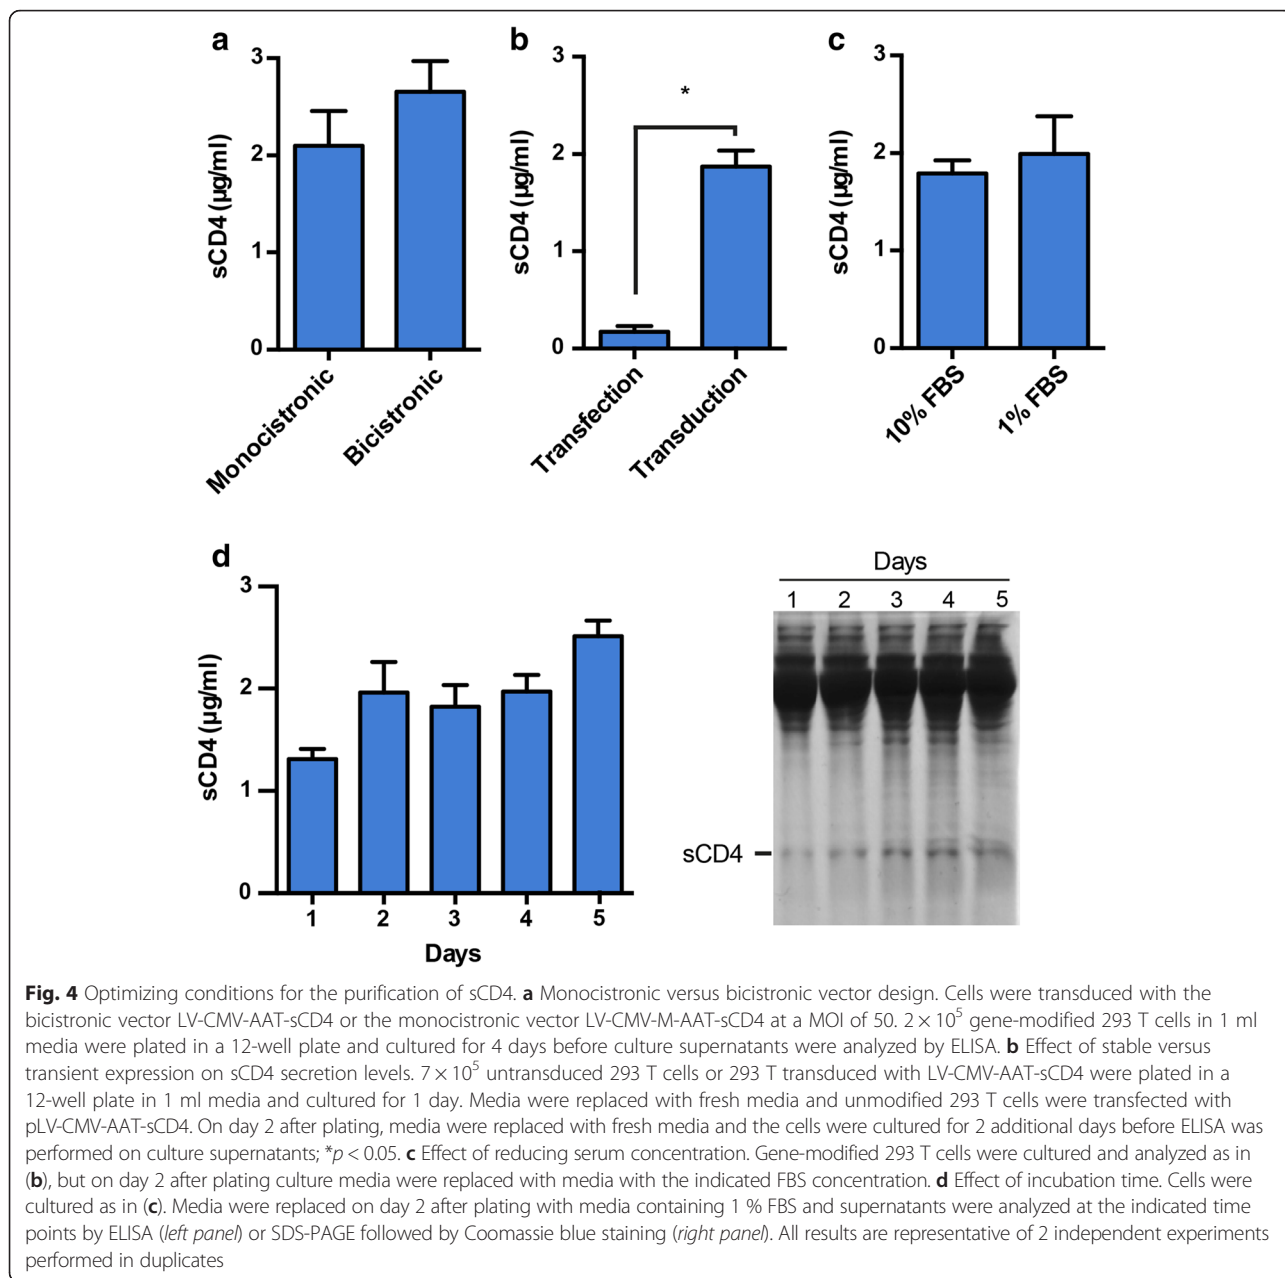 a
3
2
1
0
sCD4 (µg/ml)
Monocistronic
Bicistronic
b
3
2
1
0
sCD4 (µg/ml)
*
Transfection
Transduction
c
3
2
1
0
sCD4 (µg/ml)
10% FBS
1% FBS
d
3
2
1
0
sCD4 (µg/ml)
1 2 3 4 5
Days
Days
1 2 3 4 5
sCD4
Fig. 4 Optimizing conditions for the purification of sCD4. a Monocistronic versus bicistronic vector design. Cells were transduced with the
bicistronic vector LV-CMV-AAT-sCD4 or the monocistronic vector LV-CMV-M-AAT-sCD4 at a MOI of 50. 2 × 10⁵ gene-modified 293 T cells in 1 ml
media were plated in a 12-well plate and cultured for 4 days before culture supernatants were analyzed by ELISA. b Effect of stable versus
transient expression on sCD4 secretion levels. 7 × 10⁵ untransduced 293 T cells or 293 T transduced with LV-CMV-AAT-sCD4 were plated in a
12-well plate in 1 ml media and cultured for 1 day. Media were replaced with fresh media and unmodified 293 T cells were transfected with
pLV-CMV-AAT-sCD4. On day 2 after plating, media were replaced with fresh media and the cells were cultured for 2 additional days before ELISA was
performed on culture supernatants; *p < 0.05. c Effect of reducing serum concentration. Gene-modified 293 T cells were cultured and analyzed as in
(b), but on day 2 after plating culture media were replaced with media with the indicated FBS concentration. d Effect of incubation time. Cells were
cultured as in (c). Media were replaced on day 2 after plating with media containing 1 % FBS and supernatants were analyzed at the indicated time
points by ELISA (left panel) or SDS-PAGE followed by Coomassie blue staining (right panel). All results are representative of 2 independent experiments
performed in duplicates